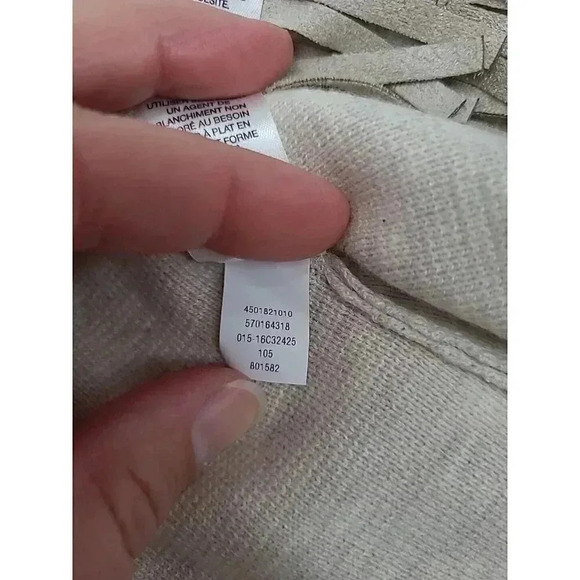 UTILISER
UN AGENT DE
BLANCHIMENT NON
AU BESOIN
À PLAT EN
FORME
4501821010
570164318
015-16C32425
105
801582